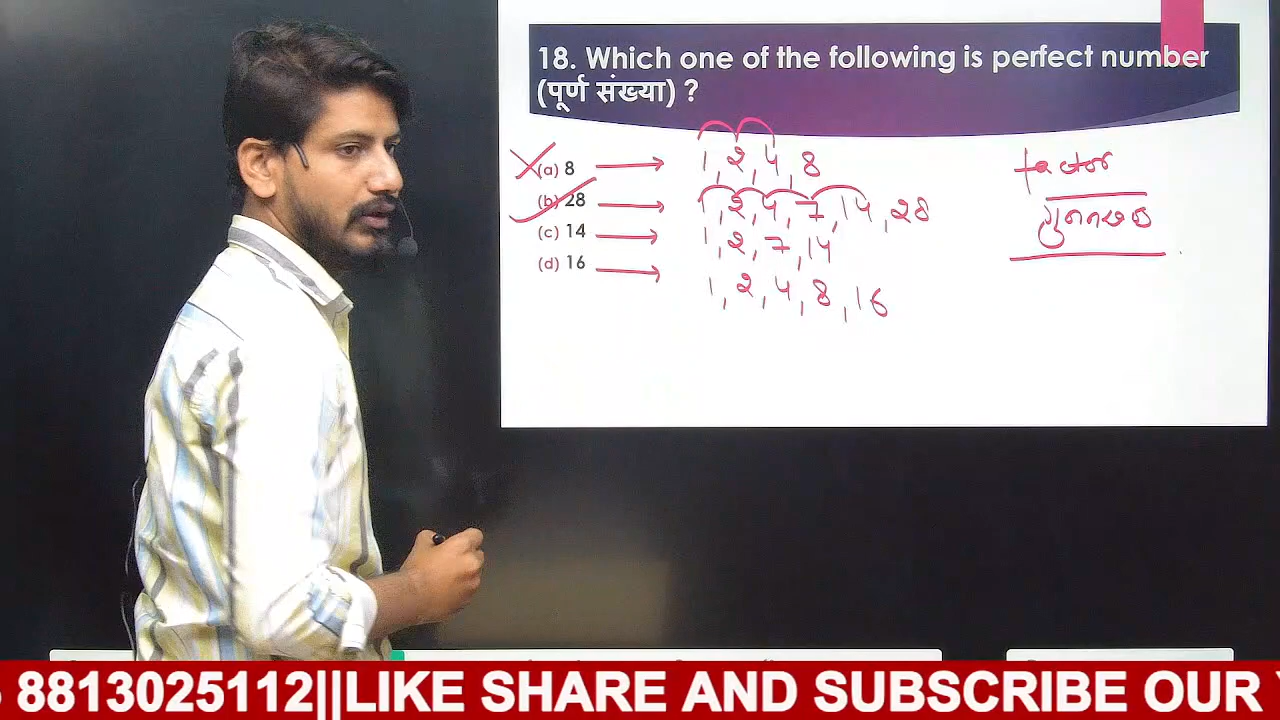 18. Which one of the following is perfect number
(पूर्ण संख्या) ?
(a) 8
1, 2, 4, 8
(b) 28
1, 2, 4, 7, 14, 28
(c) 14
1, 2, 7, 14
(d) 16
1, 2, 4, 8, 16
factor
गुननखण्ड
8813025112||LIKE SHARE AND SUBSCRIBE OUR